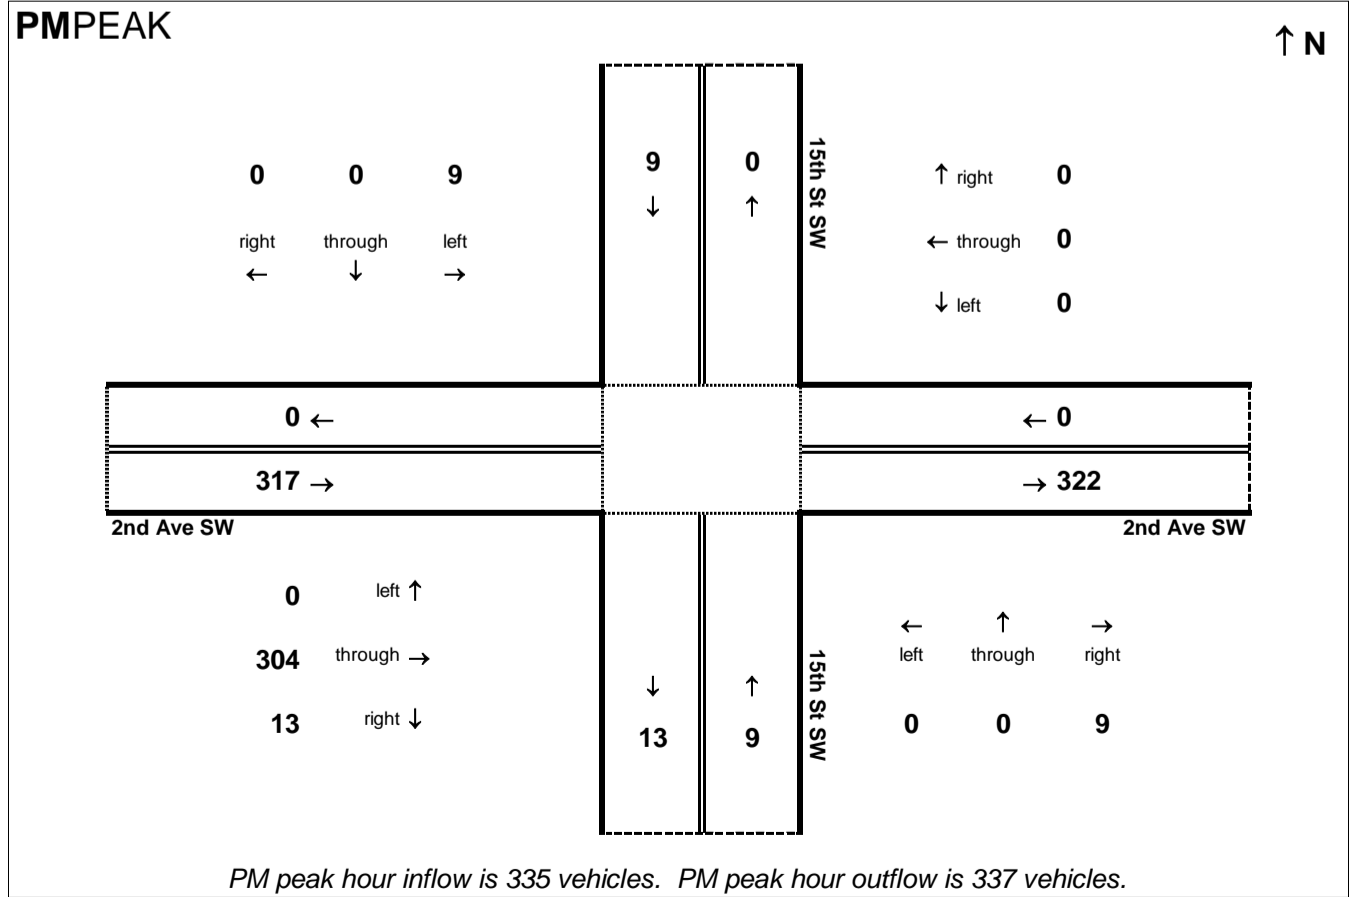 PMPEAK
↑ N
0 0 9
right through left
← ↓ →
9 0
↓ ↑
15th St SW
↑ right 0
← through 0
↓ left 0
0 ←
← 0
317 →
→ 322
2nd Ave SW
2nd Ave SW
0 left ↑
304 through →
13 right ↓
↓ ↑
13 9
15th St SW
← ↑ →
left through right
0 0 9
PM peak hour inflow is 335 vehicles. PM peak hour outflow is 337 vehicles.